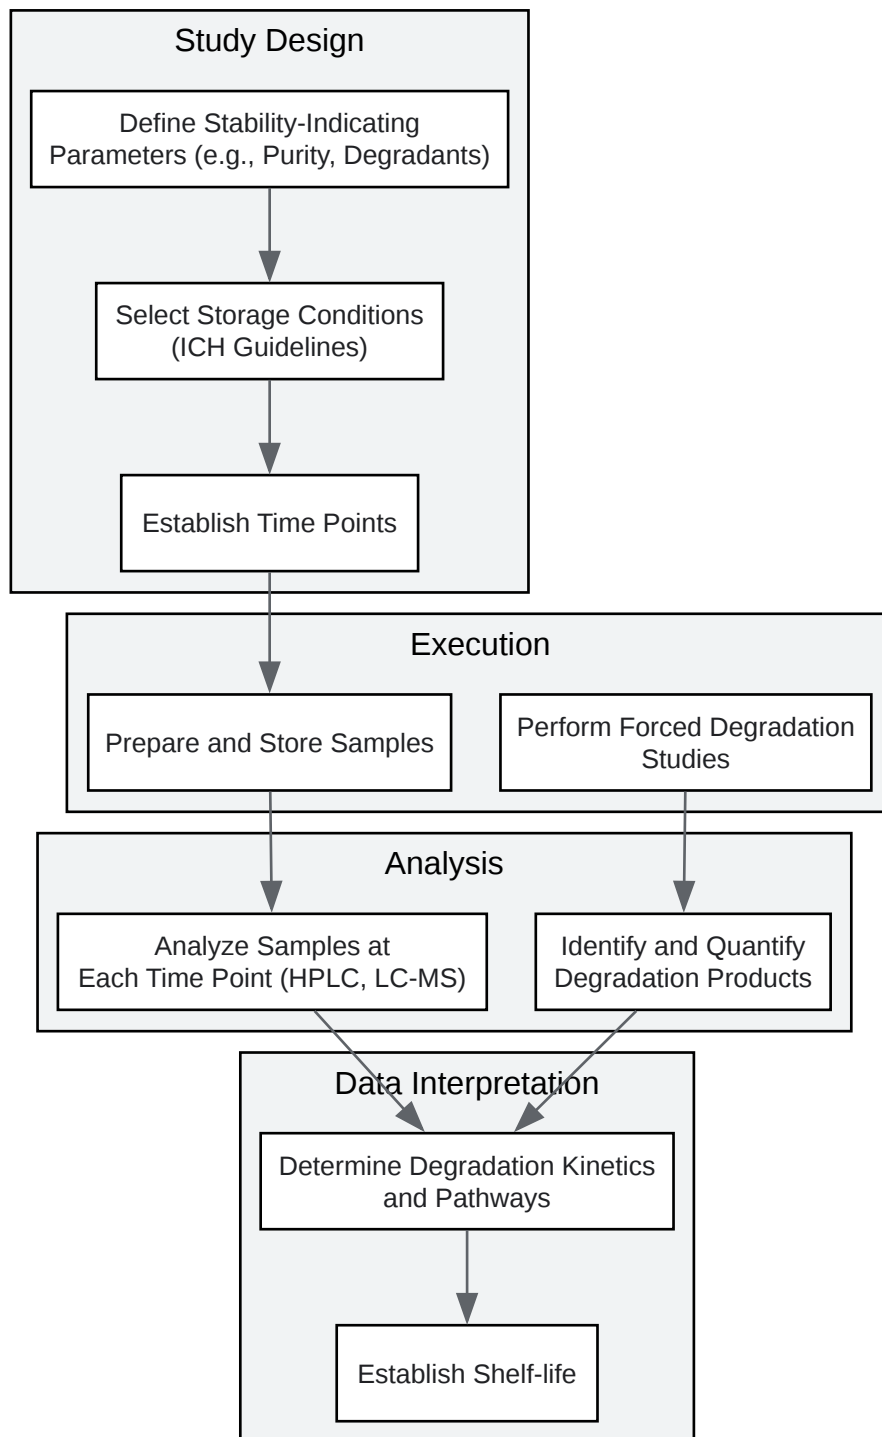 Study Design
Define Stability-Indicating
Parameters (e.g., Purity, Degradants)
Select Storage Conditions
(ICH Guidelines)
Establish Time Points
Execution
Prepare and Store Samples
Perform Forced Degradation
Studies
Analysis
Analyze Samples at
Each Time Point (HPLC, LC-MS)
Identify and Quantify
Degradation Products
Data Interpretation
Determine Degradation Kinetics
and Pathways
Establish Shelf-life